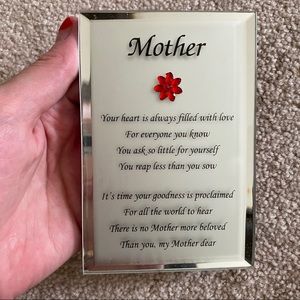 Mother
Your heart is always filled with love
For everyone you know
You ask so little for yourself
You reap less than you sow
It's time your goodness is proclaimed
For all the world to hear
There is no Mother more beloved
Than you, my Mother dear